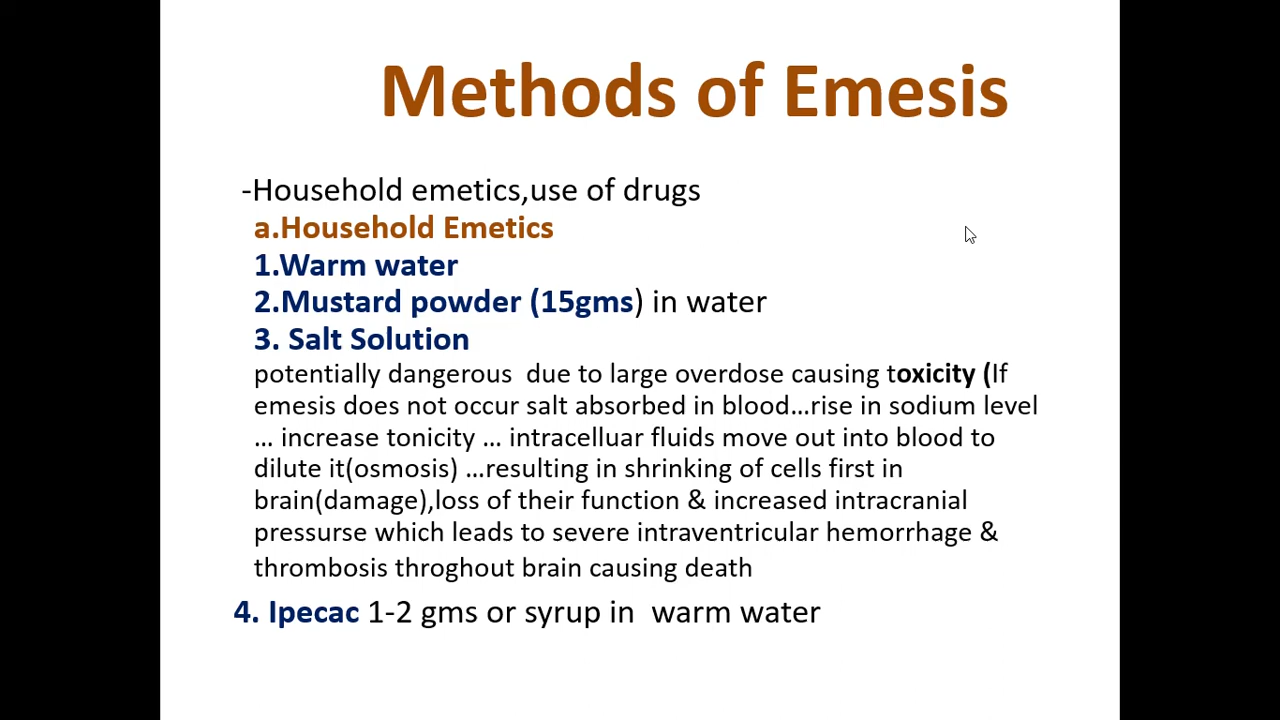 Methods of Emesis
-Household emetics,use of drugs
a.Household Emetics
1.Warm water
2.Mustard powder (15gms) in water
3. Salt Solution
potentially dangerous  due to large overdose causing toxicity (If
emesis does not occur salt absorbed in blood...rise in sodium level
... increase tonicity ... intracelluar fluids move out into blood to
dilute it(osmosis) ...resulting in shrinking of cells first in
brain(damage),loss of their function & increased intracranial
pressurse which leads to severe intraventricular hemorrhage &
thrombosis throghout brain causing death
4. Ipecac 1-2 gms or syrup in  warm water